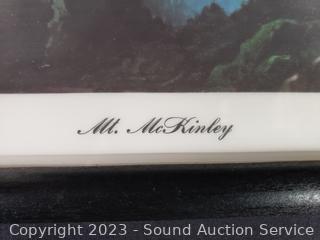 Mt. McKinley
Copyright 2023 - Sound Auction Service